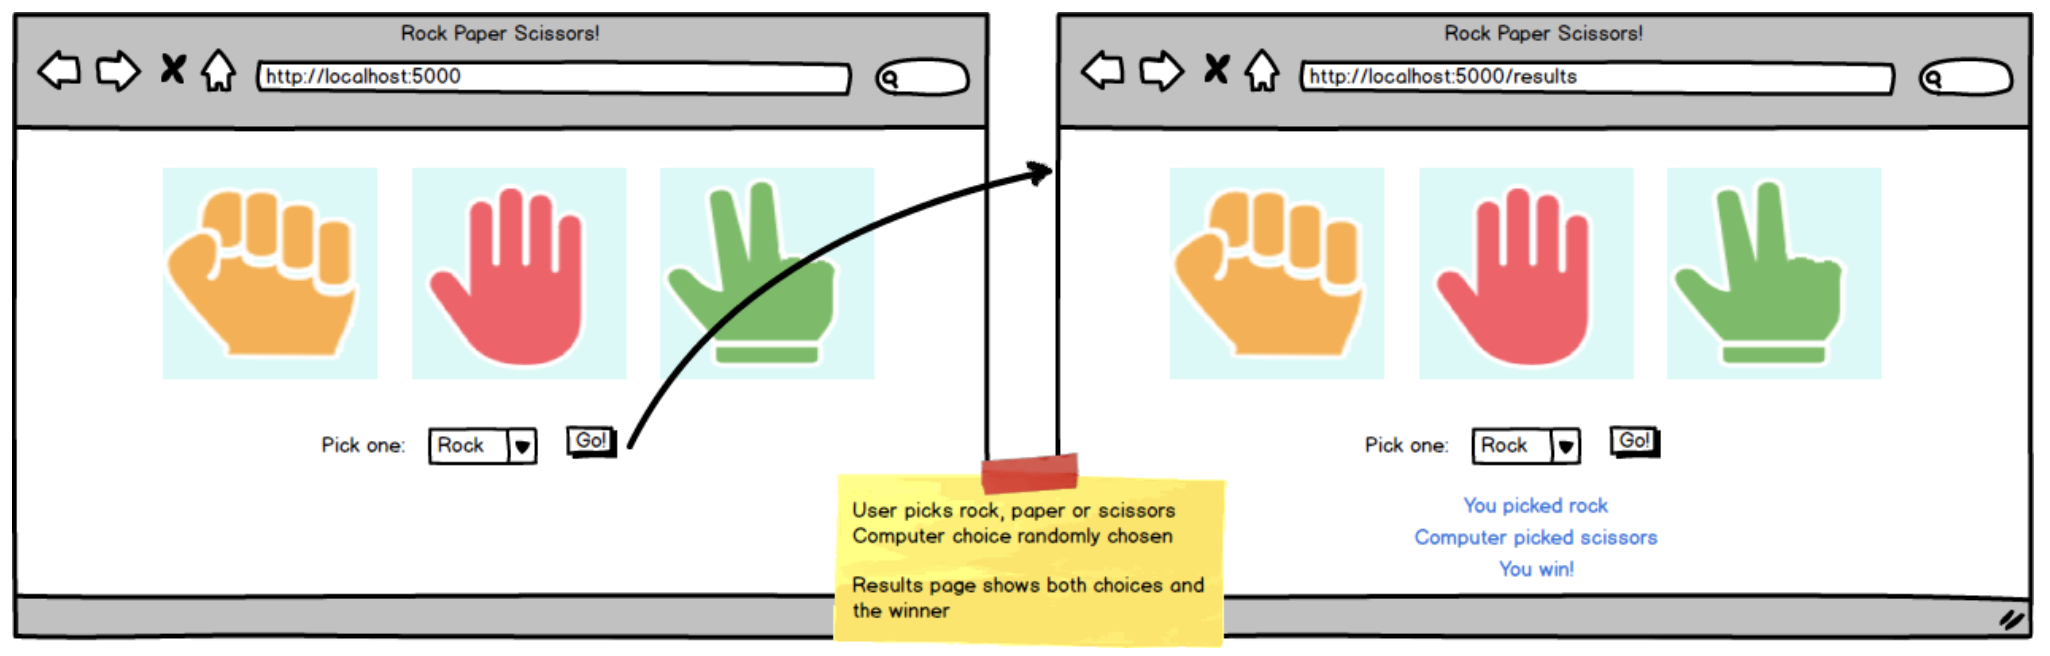 Rock Paper Scissors!
http://localhost:5000
Pick one:
Rock
Go!
User picks rock, paper or scissors
Computer choice randomly chosen
Results page shows both choices and
the winner
Rock Paper Scissors!
http://localhost:5000/results
Pick one:
Rock
Go!
You picked rock
Computer picked scissors
You win!